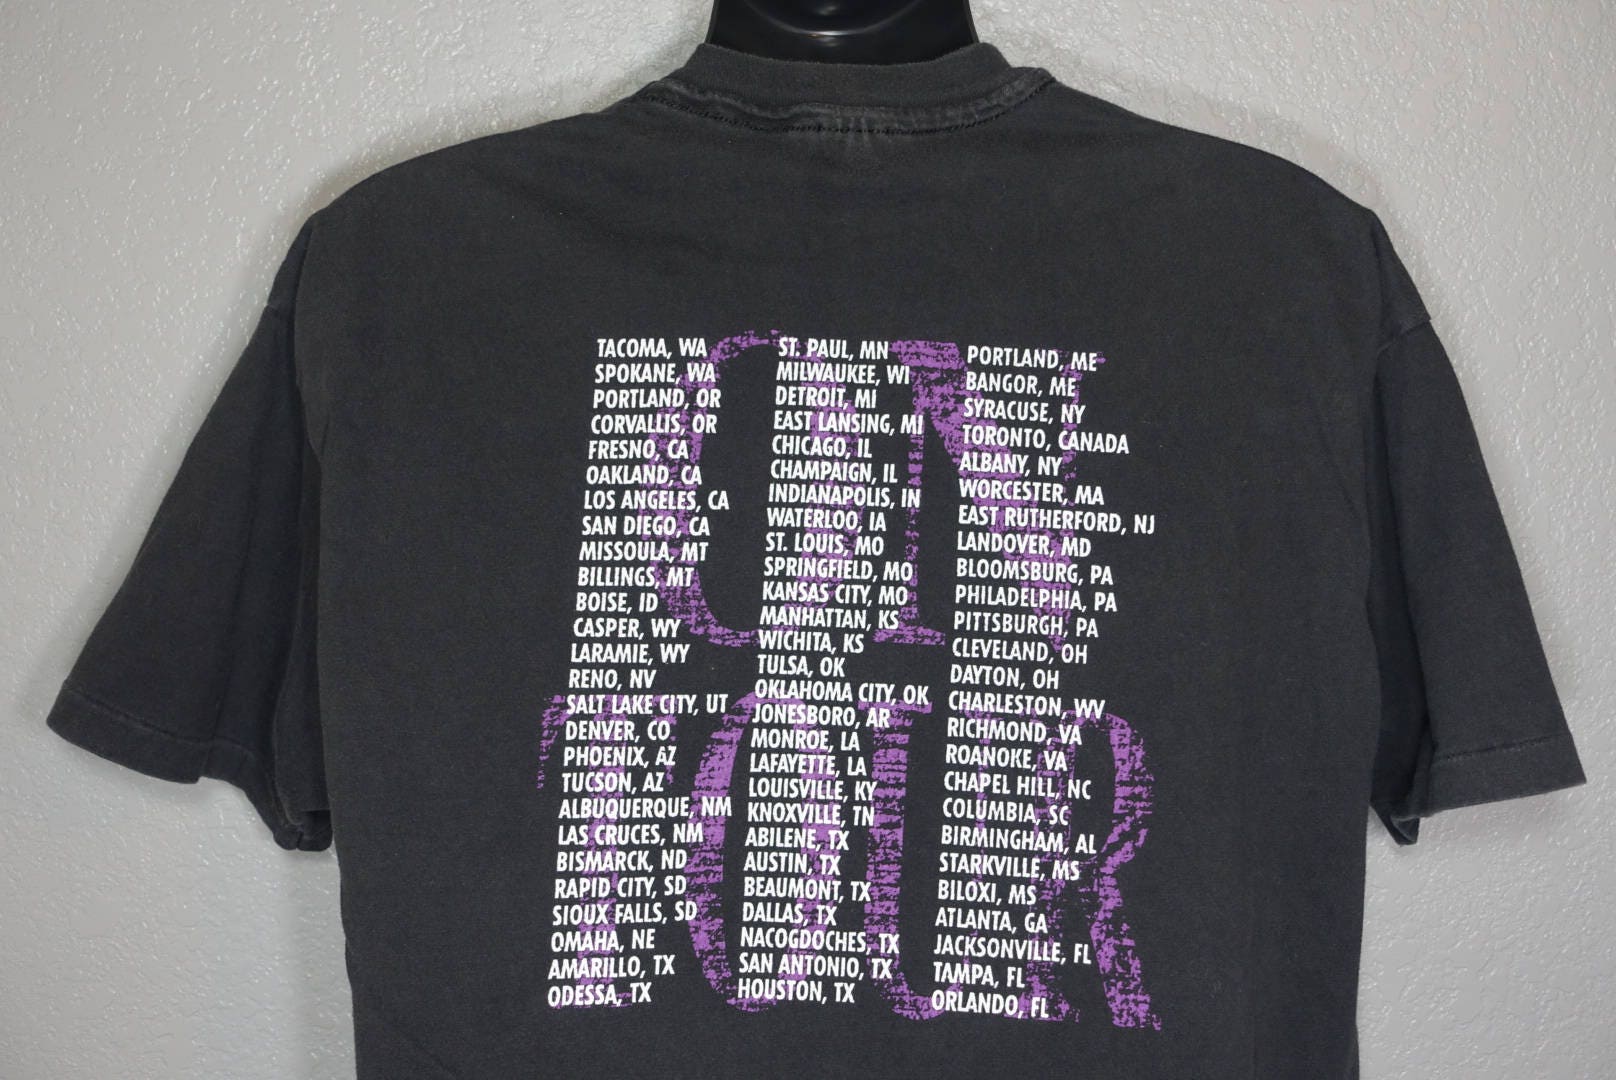 ON
TOUR
TACOMA, WA
SPOKANE, WA
PORTLAND, OR
CORVALLIS, OR
FRESNO, CA
OAKLAND, CA
LOS ANGELES, CA
SAN DIEGO, CA
MISSOULA, MT
BILLINGS, MT
BOISE, ID
CASPER, WY
LARAMIE, WY
RENO, NV
SALT LAKE CITY, UT
DENVER, CO
PHOENIX, AZ
TUCSON, AZ
ALBUQUERQUE, NM
LAS CRUCES, NM
BISMARCK, ND
RAPID CITY, SD
SIOUX FALLS, SD
OMAHA, NE
AMARILLO, TX
ODESSA, TX
ST. PAUL, MN
MILWAUKEE, WI
DETROIT, MI
EAST LANSING, MI
CHICAGO, IL
CHAMPAIGN, IL
INDIANAPOLIS, IN
WATERLOO, IA
ST. LOUIS, MO
SPRINGFIELD, MO
KANSAS CITY, MO
MANHATTAN, KS
WICHITA, KS
TULSA, OK
OKLAHOMA CITY, OK
JONESBORO, AR
MONROE, LA
LAFAYETTE, LA
LOUISVILLE, KY
KNOXVILLE, TN
ABILENE, TX
AUSTIN, TX
BEAUMONT, TX
DALLAS, TX
NACOGDOCHES, TX
SAN ANTONIO, TX
HOUSTON, TX
PORTLAND, ME
BANGOR, ME
SYRACUSE, NY
TORONTO, CANADA
ALBANY, NY
WORCESTER, MA
EAST RUTHERFORD, NJ
LANDOVER, MD
BLOOMSBURG, PA
PHILADELPHIA, PA
PITTSBURGH, PA
CLEVELAND, OH
DAYTON, OH
CHARLESTON, WV
RICHMOND, VA
ROANOKE, VA
CHAPEL HILL, NC
COLUMBIA, SC
BIRMINGHAM, AL
STARKVILLE, MS
BILOXI, MS
ATLANTA, GA
JACKSONVILLE, FL
TAMPA, FL
ORLANDO, FL